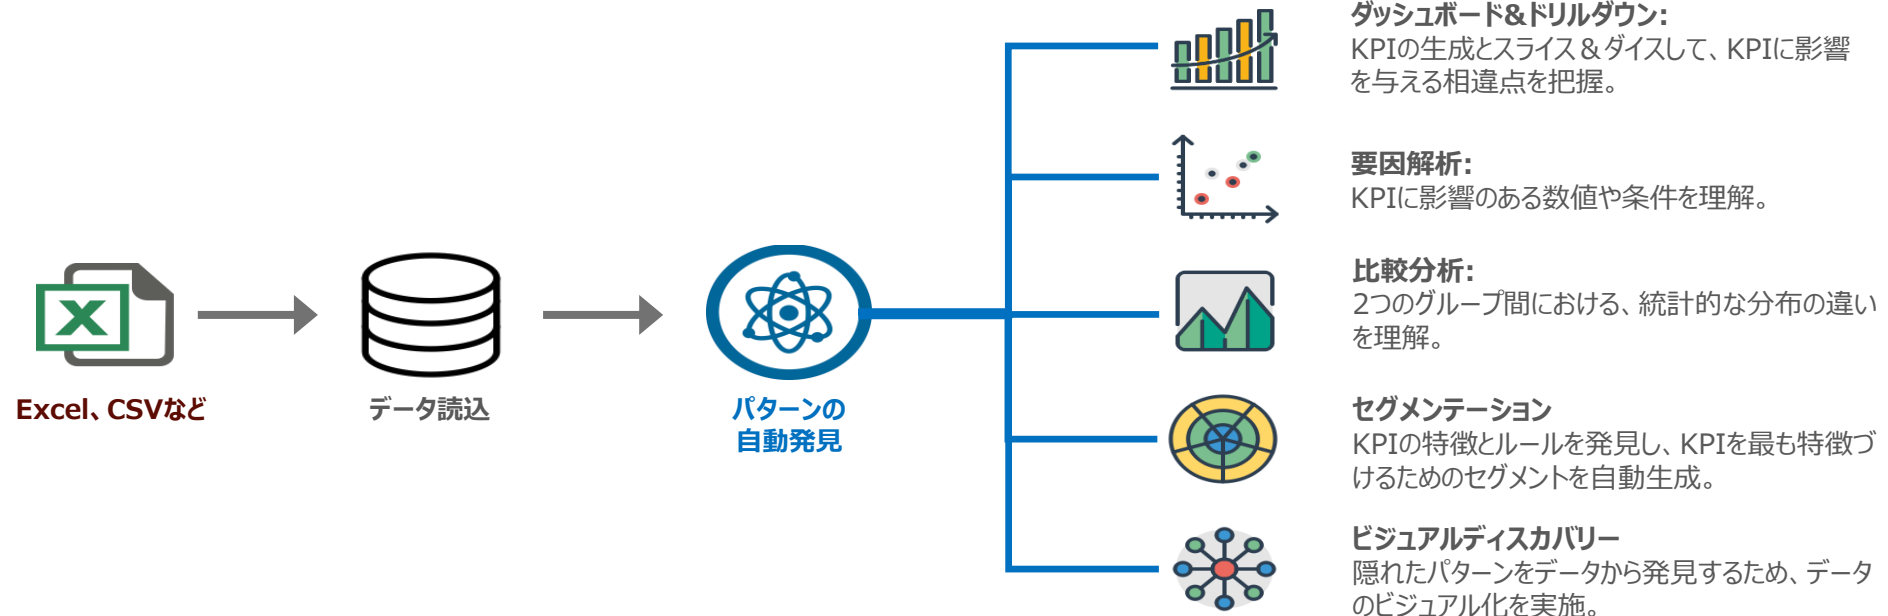 Excel、CSVなど
データ読込
パターンの
自動発見
ダッシュボード&ドリルダウン:
KPIの生成とスライス＆ダイスして、KPIに影響
を与える相違点を把握。
要因解析:
KPIに影響のある数値や条件を理解。
比較分析:
2つのグループ間における、統計的な分布の違い
を理解。
セグメンテーション
KPIの特徴とルールを発見し、KPIを最も特徴づ
けるためのセグメントを自動生成。
ビジュアルディスカバリー
隠れたパターンをデータから発見するため、データ
のビジュアル化を実施。